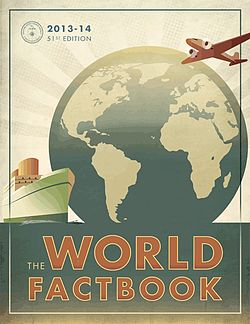 2013-14
51ST EDITION
THE WORLD
FACTBOOK